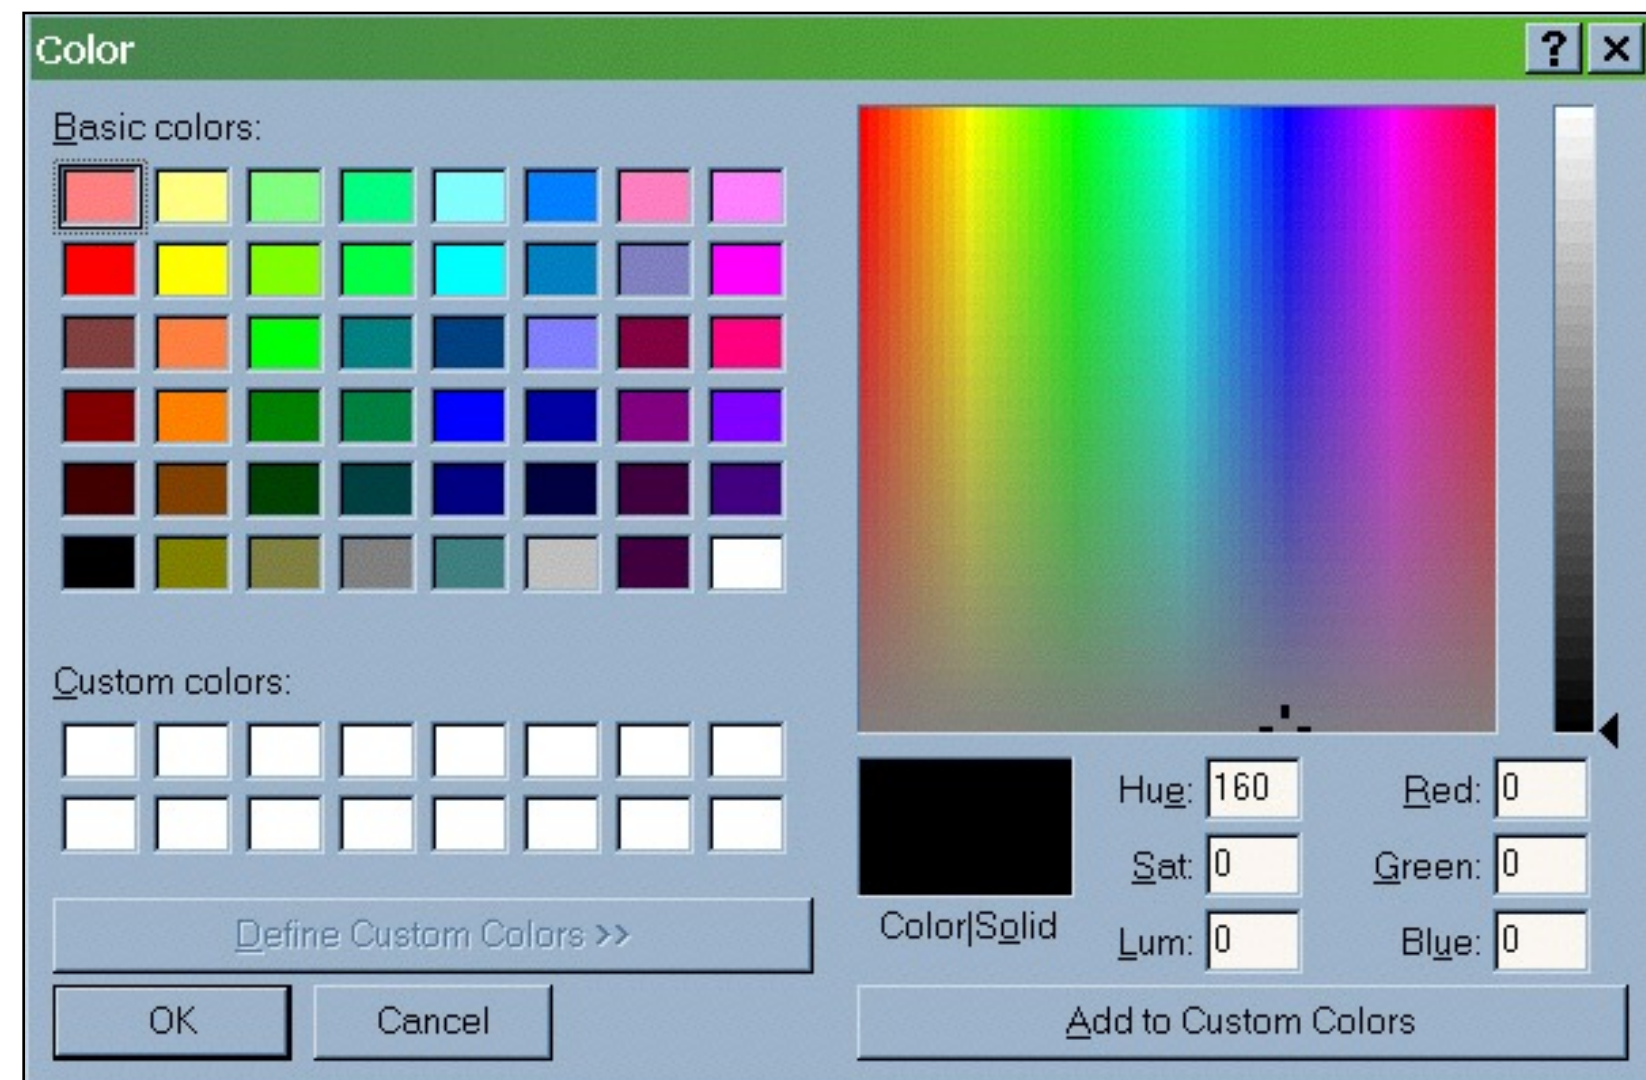 Color
? ×
Basic colors:
Custom colors:
Define Custom Colors >>
OK
Cancel
Color|Solid
Hue: 160
Sat: 0
Lum: 0
Red: 0
Green: 0
Blue: 0
Add to Custom Colors